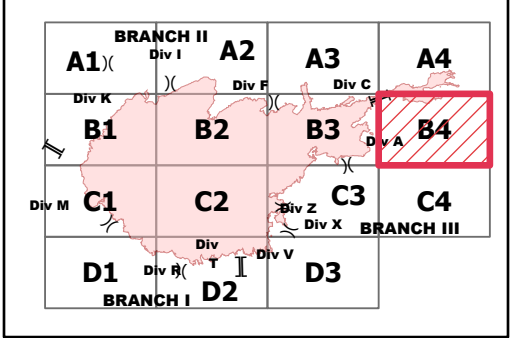 BRANCH II
A1
Div I
A2
A3
A4
Div K
Div F
Div C
B1
B2
B3
Div A
B4
Div M
C1
C2
Div Z
C3
C4
Div X
BRANCH III
Div
T
Div V
D1
Div R
D2
D3
BRANCH I